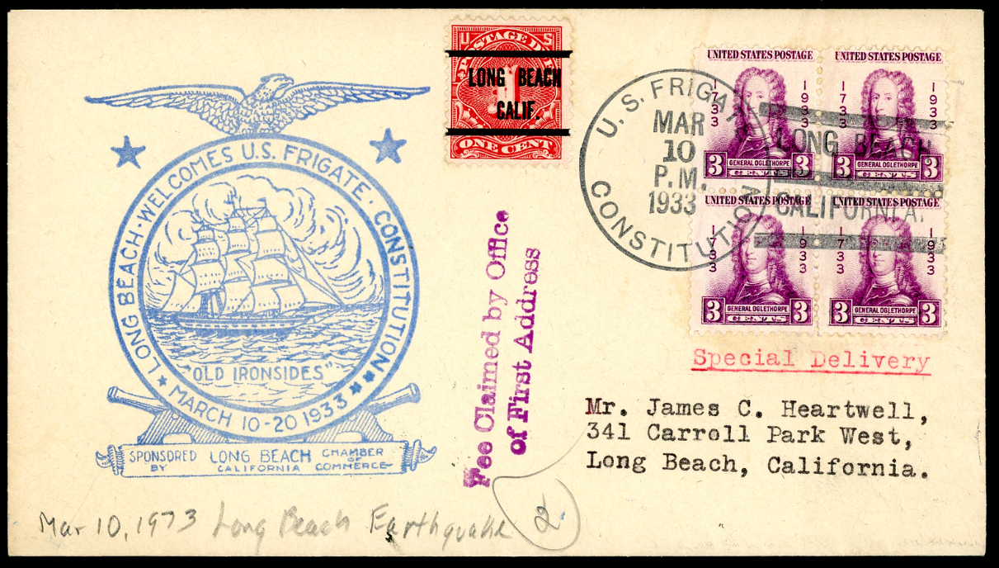 LONG BEACH · WELCOMES U.S. FRIGATE · CONSTITUTION
"OLD IRONSIDES"
MARCH 10-20 1933
SPONSORED BY LONG BEACH CALIFORNIA CHAMBER OF COMMERCE
U S
POSTAGE DUE
LONG BEACH
CALIF.
ONE CENT
Fee Claimed by Office
of First Address
U.S. FRIGATE
CONSTITUTION
MAR
10
P.M.
1933
LONG BEACH
CALIFORNIA.
UNITED STATES POSTAGE
1733 1933
GENERAL OGLETHORPE
3 CENTS 3
UNITED STATES POSTAGE
1733 1933
GENERAL OGLETHORPE
3 CENTS 3
UNITED STATES POSTAGE
1733 1933
GENERAL OGLETHORPE
3 CENTS 3
UNITED STATES POSTAGE
1733 1933
GENERAL OGLETHORPE
3 CENTS 3
Special Delivery
Mr. James C. Heartwell,
341 Carroll Park West,
Long Beach, California.
Mar 10, 1973 Long Beach Earthquake
2